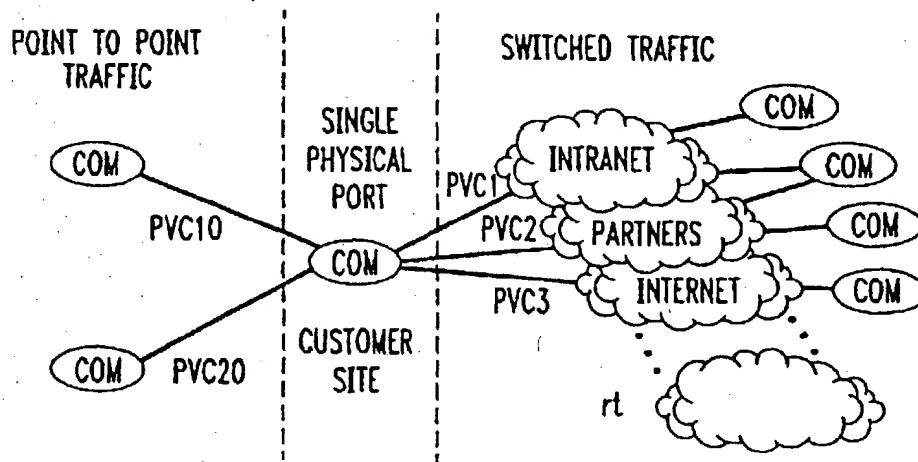 POINT TO POINT
TRAFFIC
SINGLE
PHYSICAL
PORT
SWITCHED TRAFFIC
COM
COM
INTRANET
COM
PVC1
PVC10
PVC2
PARTNERS
COM
COM
PVC3
INTERNET
COM
COM
PVC20
CUSTOMER
SITE
rt